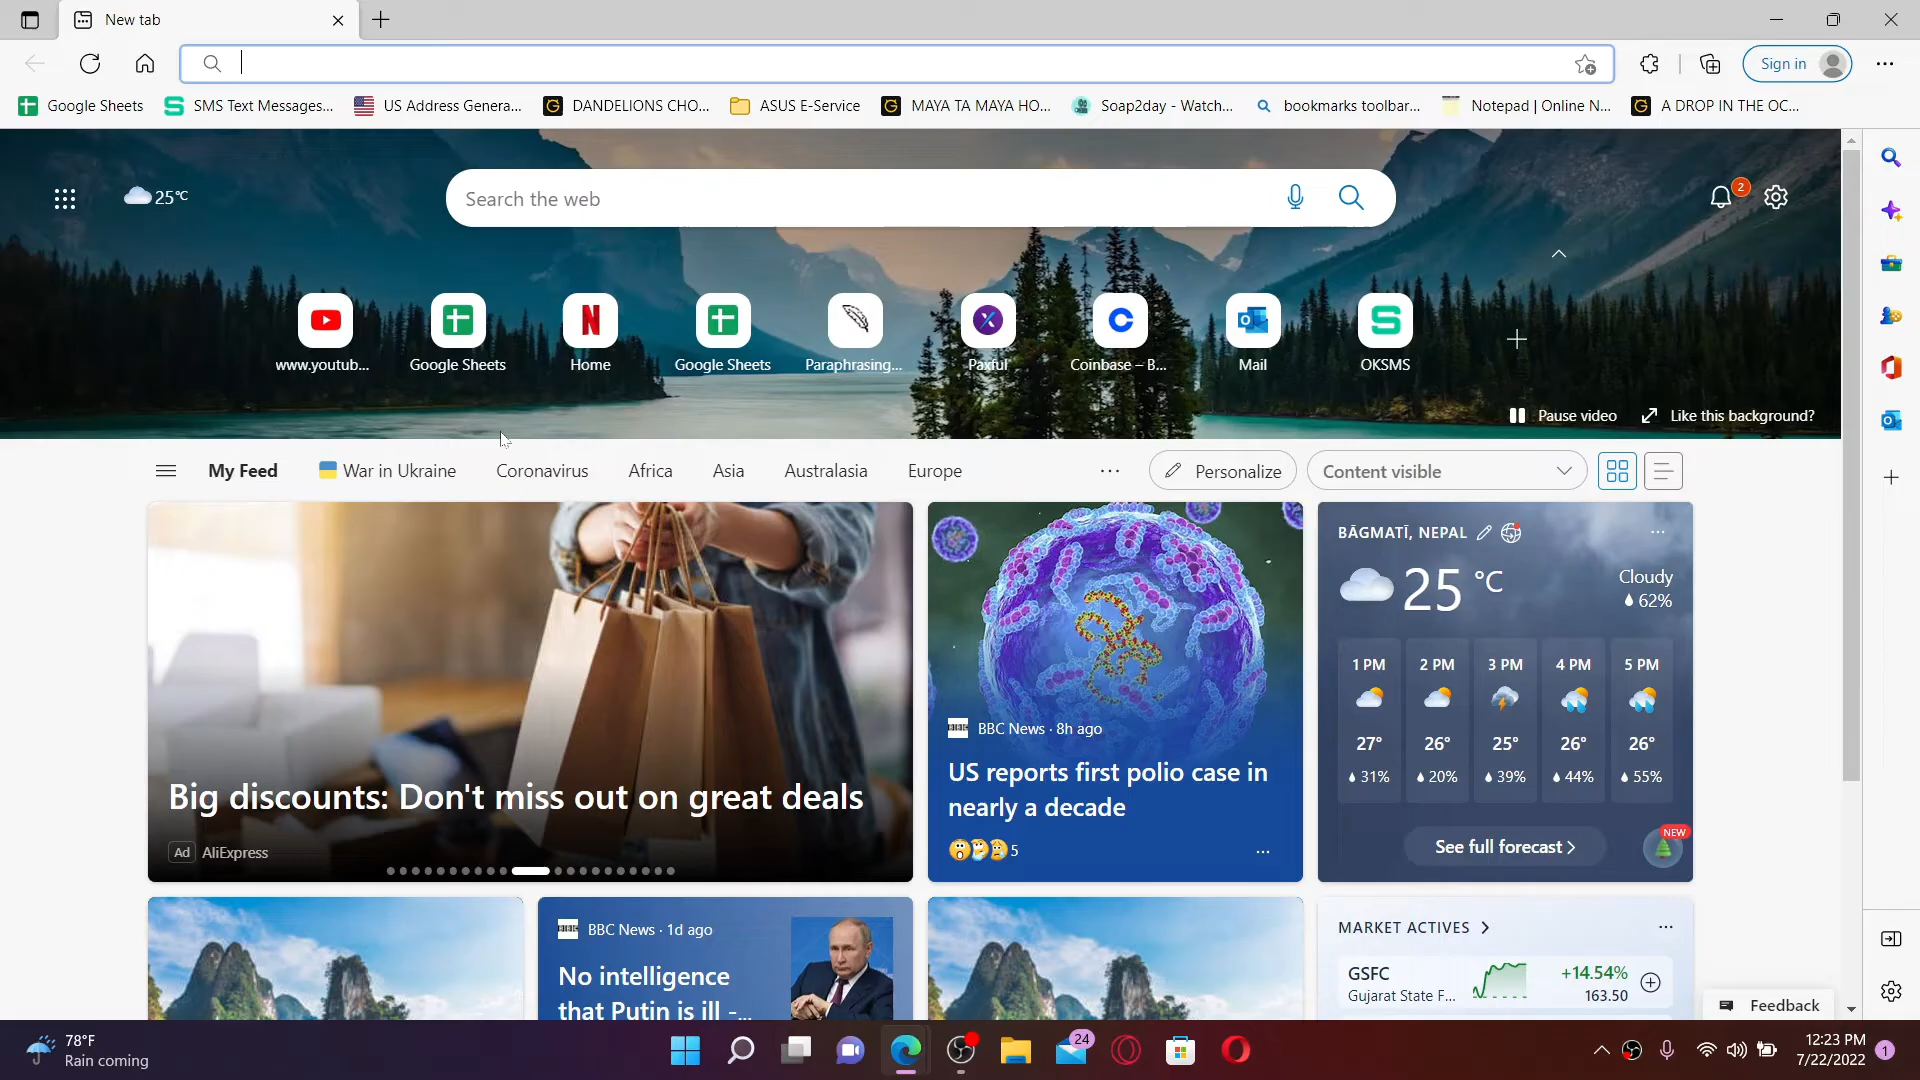 New tab
Sign in
Google Sheets
SMS Text Messages...
US Address Genera...
DANDELIONS CHO...
ASUS E-Service
MAYA TA MAYA HO...
Soap2day - Watch...
bookmarks toolbar...
Notepad | Online N...
A DROP IN THE OC...
25°C
Search the web
2
www.youtub...
Google Sheets
Home
Google Sheets
Paraphrasing...
Paxful
Coinbase – B...
Mail
OKSMS
Pause video
Like this background?
My Feed
War in Ukraine
Coronavirus
Africa
Asia
Australasia
Europe
Personalize
Content visible
Big discounts: Don't miss out on great deals
Ad AliExpress
BBC News · 8h ago
US reports first polio case in
nearly a decade
5
BĀGMATĪ, NEPAL
25 °C
Cloudy
62%
1 PM 2 PM 3 PM 4 PM 5 PM
27° 26° 25° 26° 26°
31% 20% 39% 44% 55%
See full forecast
NEW
BBC News · 1d ago
No intelligence
that Putin is ill -...
MARKET ACTIVES
GSFC
+14.54%
Gujarat State F...
163.50
Feedback
78°F
Rain coming
24
12:23 PM
7/22/2022
1